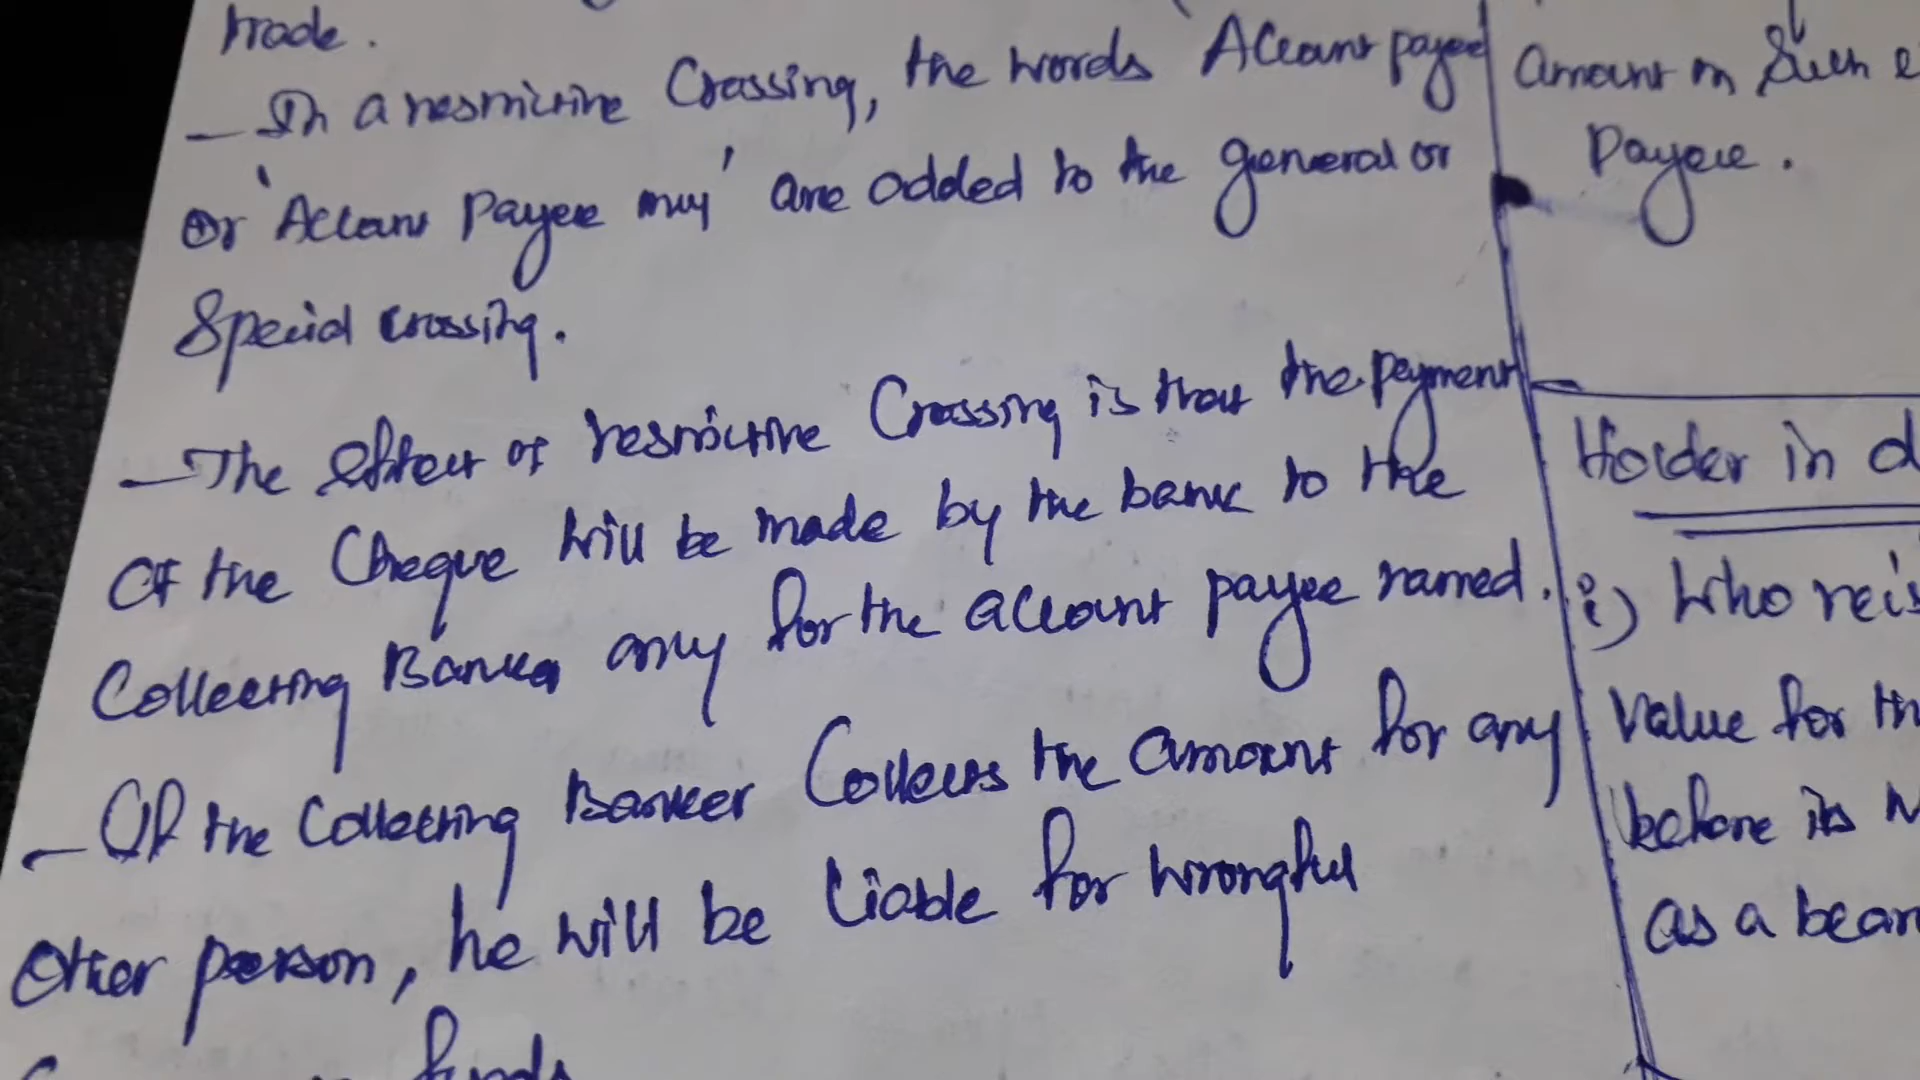 trade.
- In a restrictive Crossing, the words 'Account payee
or 'Account Payee only' are added to the general or
Special crossing.
- The effect of restrictive Crossing is that the payment
of the Cheque will be made by the bank to the
Collecting Banker only for the account payee named.
- If the Collecting Banker Collects the amount for any
other person, he will be liable for wrongful
funds
amount on such
payee.
Holder in d
i) Who
Value for th
before its
as a bear